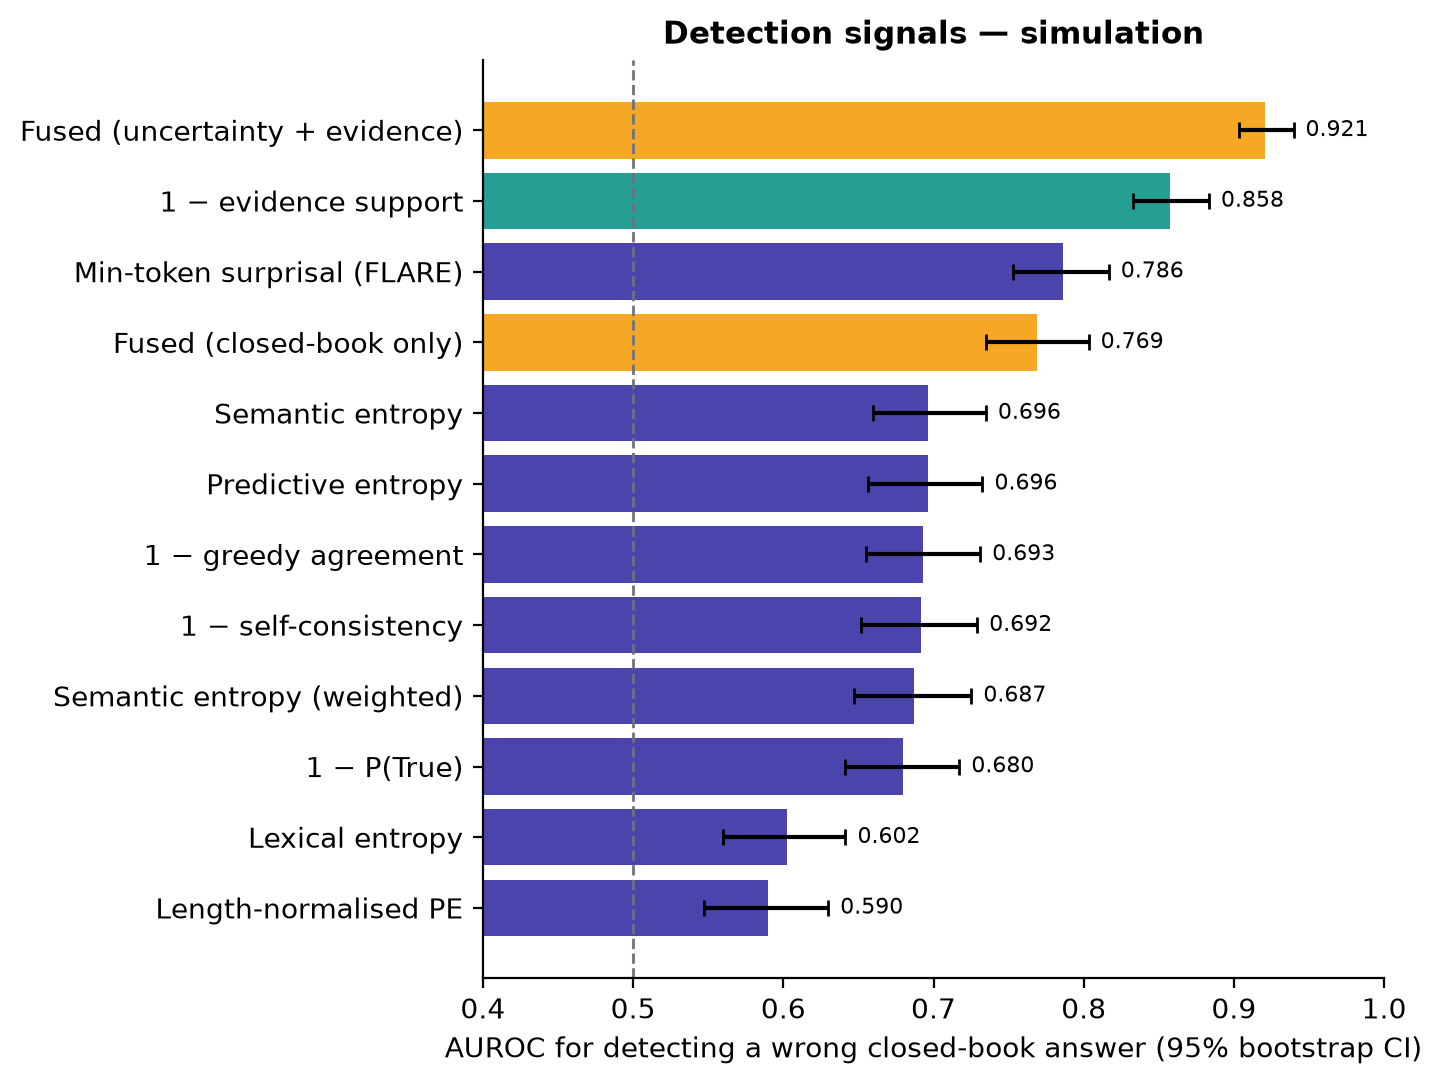 Detection signals — simulation
Fused (uncertainty + evidence)
0.921
1 − evidence support
0.858
Min-token surprisal (FLARE)
0.786
Fused (closed-book only)
0.769
Semantic entropy
0.696
Predictive entropy
0.696
1 − greedy agreement
0.693
1 − self-consistency
0.692
Semantic entropy (weighted)
0.687
1 − P(True)
0.680
Lexical entropy
0.602
Length-normalised PE
0.590
0.4 0.5 0.6 0.7 0.8 0.9 1.0
AUROC for detecting a wrong closed-book answer (95% bootstrap CI)